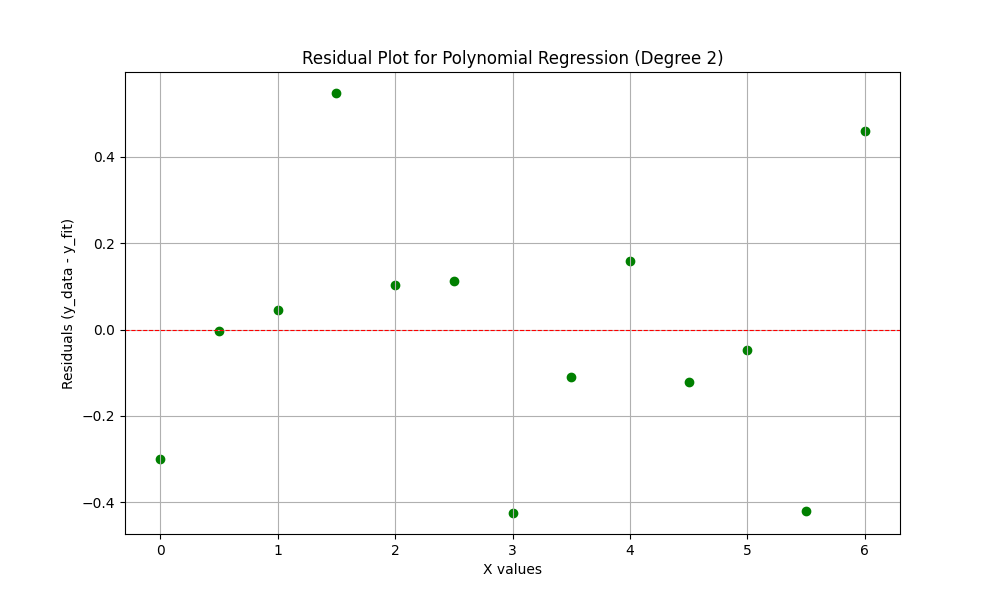 Residual Plot for Polynomial Regression (Degree 2)
Residuals (y_data - y_fit)
0.4
0.2
0.0
−0.2
−0.4
0 1 2 3 4 5 6
X values